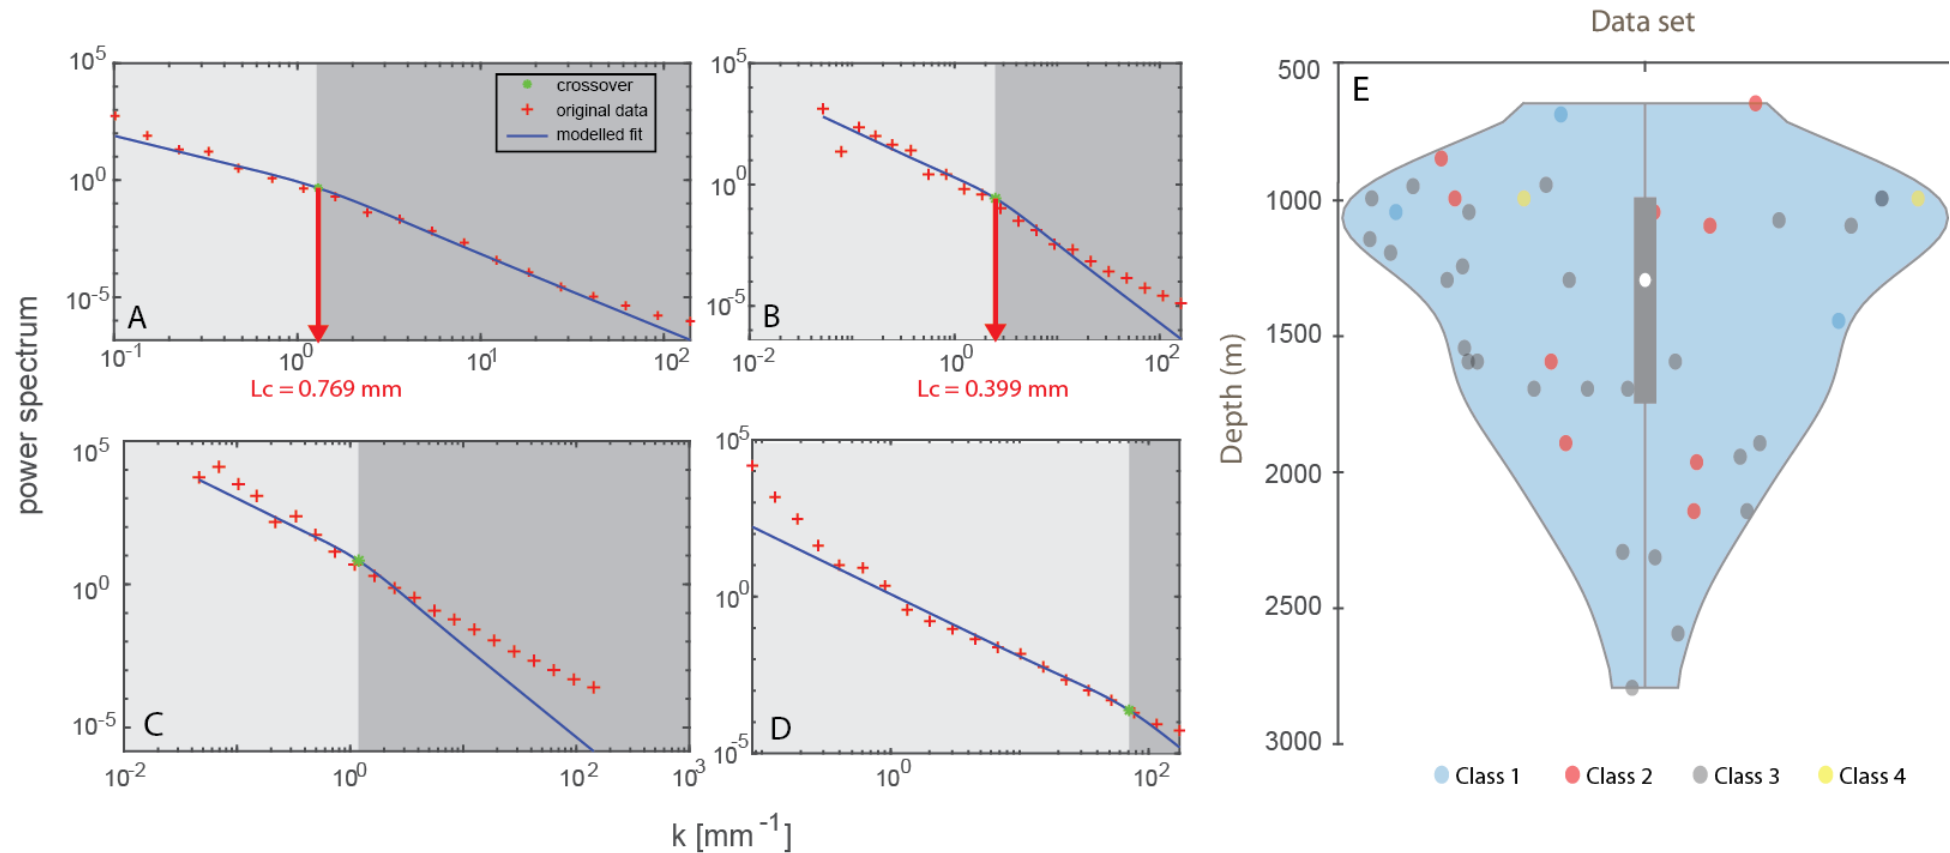 Data set
10^5
10^0
10^-5
10^-1
10^0
10^1
10^2
A
crossover
original data
modelled fit
Lc = 0.769 mm
10^5
10^0
10^-5
10^-2
10^0
10^2
B
Lc = 0.399 mm
10^5
10^0
10^-5
10^-2
10^0
10^2
10^3
C
10^5
10^0
10^-5
10^0
10^2
D
power spectrum
k [mm^-1]
E
500
1000
1500
2000
2500
3000
Depth (m)
Class 1 Class 2 Class 3 Class 4